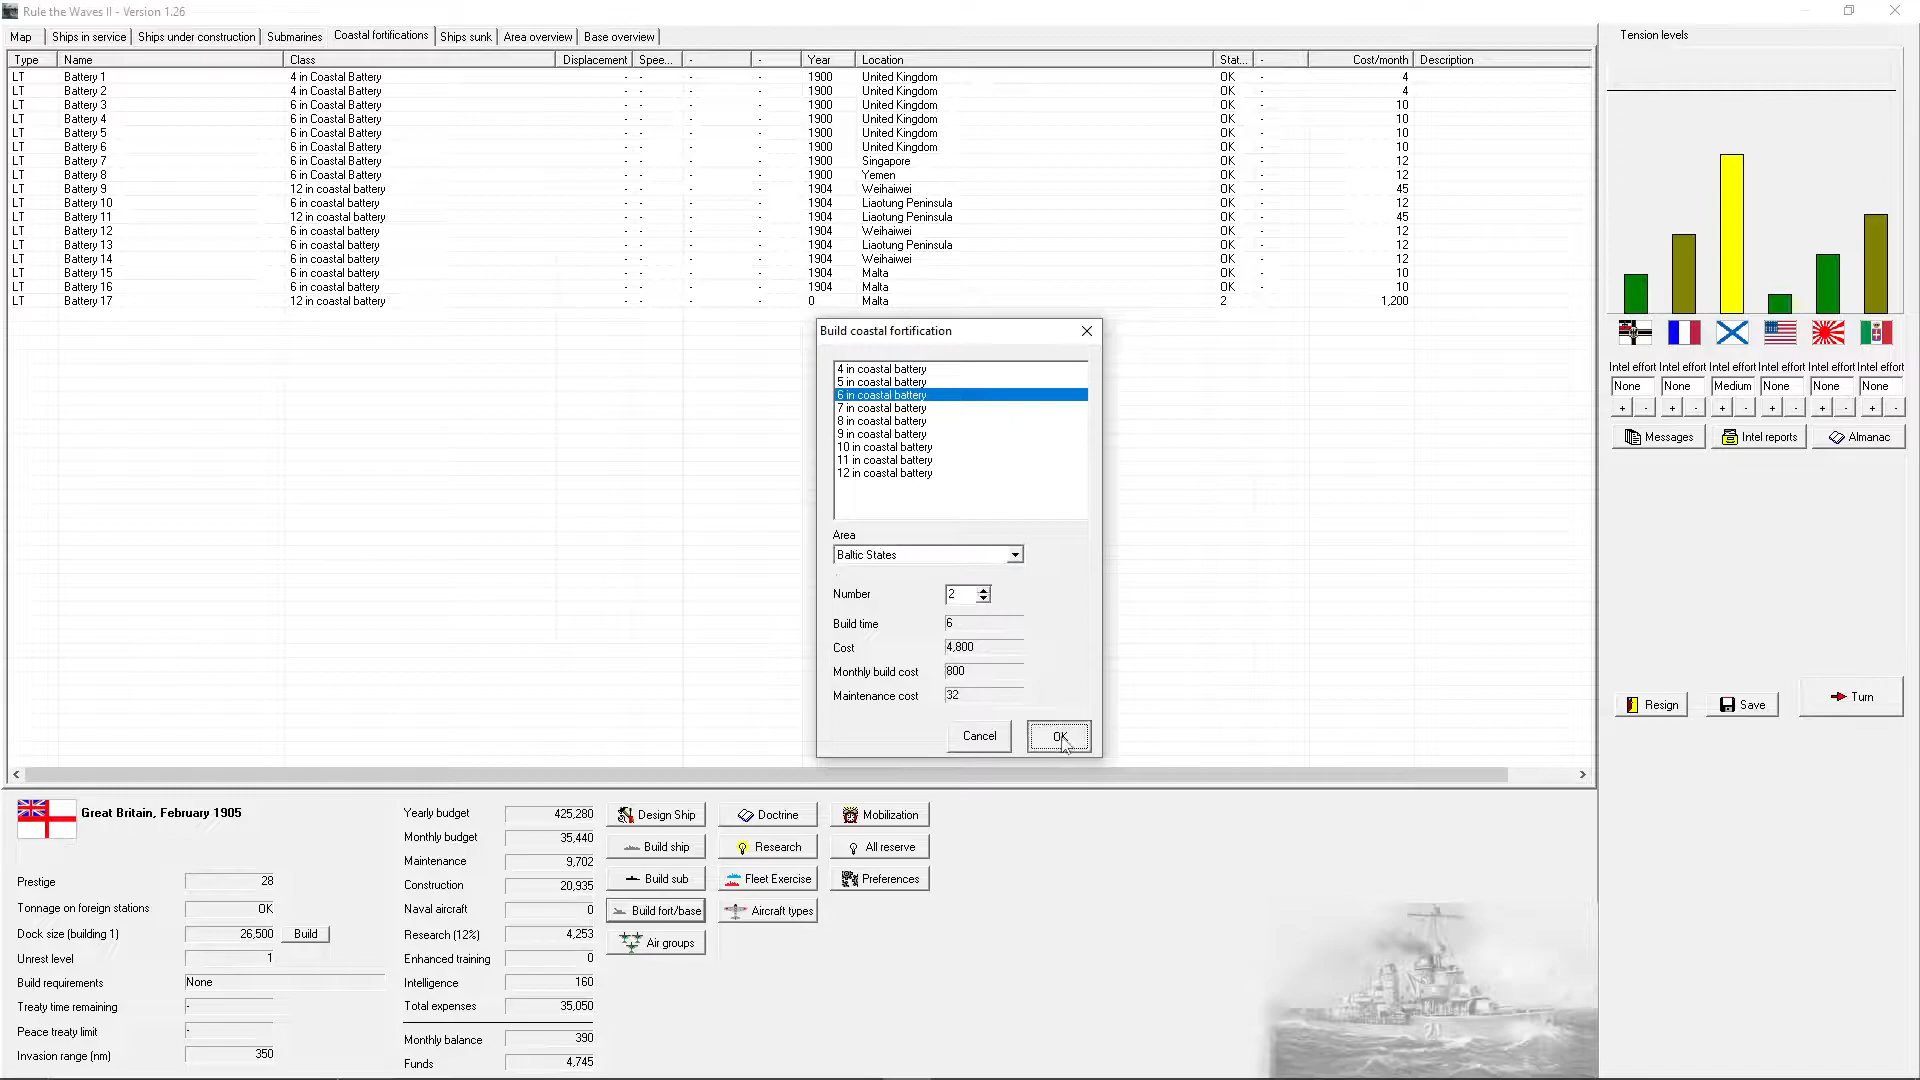 Rule the Waves II - Version 1.26
Map Ships in service Ships under construction Submarines Coastal fortifications Ships sunk Area overview Base overview
Type Name Class Displacement Spee... - - Year Location Stat... - Cost/month Description
LT Battery 1 4 in Coastal Battery - - - - 1900 United Kingdom OK - 4
LT Battery 2 4 in Coastal Battery - - - - 1900 United Kingdom OK - 4
LT Battery 3 6 in Coastal Battery - - - - 1900 United Kingdom OK - 10
LT Battery 4 6 in Coastal Battery - - - - 1900 United Kingdom OK - 10
LT Battery 5 6 in Coastal Battery - - - - 1900 United Kingdom OK - 10
LT Battery 6 6 in Coastal Battery - - - - 1900 United Kingdom OK - 10
LT Battery 7 6 in Coastal Battery - - - - 1900 Singapore OK - 12
LT Battery 8 6 in Coastal Battery - - - - 1900 Yemen OK - 12
LT Battery 9 12 in coastal battery - - - - 1904 Weihaiwei OK - 45
LT Battery 10 6 in coastal battery - - - - 1904 Liaotung Peninsula OK - 12
LT Battery 11 12 in coastal battery - - - - 1904 Liaotung Peninsula OK - 45
LT Battery 12 6 in coastal battery - - - - 1904 Weihaiwei OK - 12
LT Battery 13 6 in coastal battery - - - - 1904 Liaotung Peninsula OK - 12
LT Battery 14 6 in coastal battery - - - - 1904 Weihaiwei OK - 12
LT Battery 15 6 in coastal battery - - - - 1904 Malta OK - 10
LT Battery 16 6 in coastal battery - - - - 1904 Malta OK - 10
LT Battery 17 12 in coastal battery - - - - 0 Malta 2 1,200
Build coastal fortification
4 in coastal battery
5 in coastal battery
6 in coastal battery
7 in coastal battery
8 in coastal battery
9 in coastal battery
10 in coastal battery
11 in coastal battery
12 in coastal battery
Area
Baltic States
Number 2
Build time 6
Cost 4,800
Monthly build cost 800
Maintenance cost 32
Cancel OK
Tension levels
Intel effort Intel effort Intel effort Intel effort Intel effort Intel effort
None None Medium None None None
+ - + - + - + - + - + -
Messages Intel reports Almanac
Resign Save Turn
Great Britain, February 1905
Prestige 28
Tonnage on foreign stations OK
Dock size (building 1) 26,500 Build
Unrest level 1
Build requirements None
Treaty time remaining -
Peace treaty limit -
Invasion range (nm) 350
Yearly budget 425,280
Monthly budget 35,440
Maintenance 9,702
Construction 20,935
Naval aircraft 0
Research (12%) 4,253
Enhanced training 0
Intelligence 160
Total expenses 35,050
Monthly balance 390
Funds 4,745
Design Ship Doctrine Mobilization
Build ship Research All reserve
Build sub Fleet Exercise Preferences
Build fort/base Aircraft types
Air groups